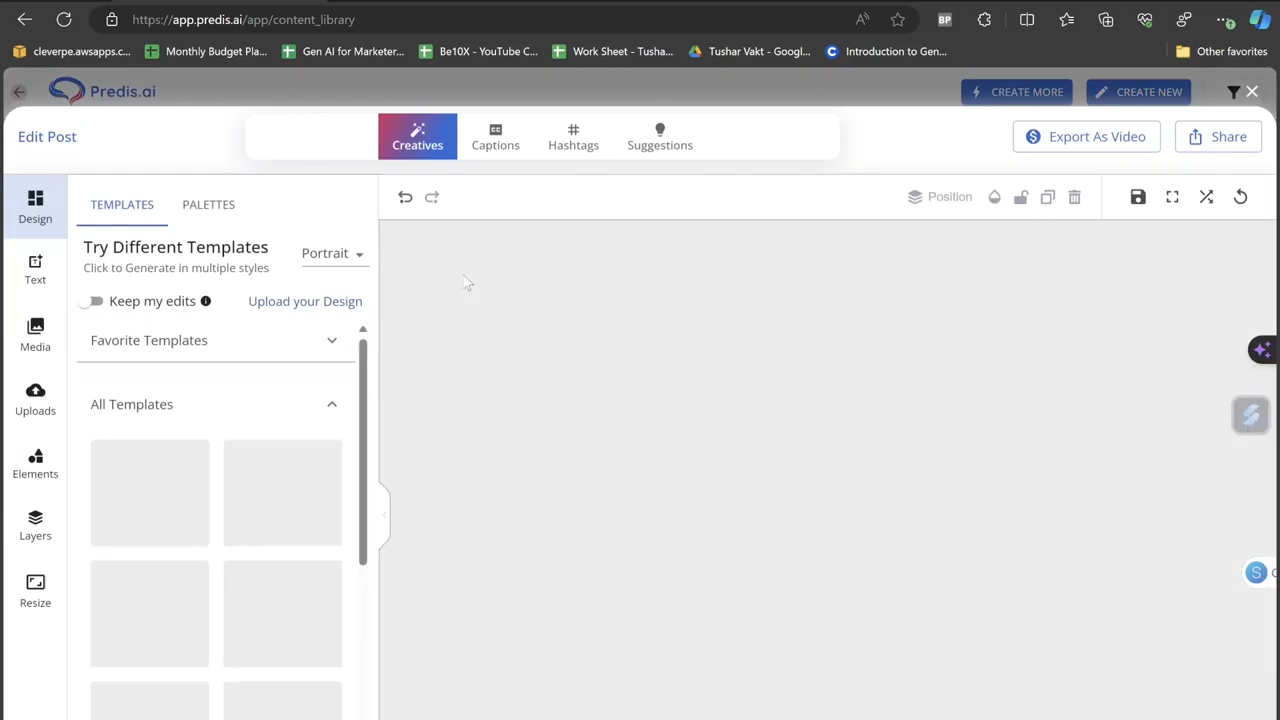 https://app.predis.ai/app/content_library
BP
cleverpe.awsapps.c...
Monthly Budget Pla...
Gen AI for Marketer...
Be10X - YouTube C...
Work Sheet - Tusha...
Tushar Vakt - Googl...
Introduction to Gen...
Other favorites
Predis.ai
CREATE MORE
CREATE NEW
Edit Post
Creatives
Captions
Hashtags
Suggestions
Export As Video
Share
Design
Text
Media
Uploads
Elements
Layers
Resize
TEMPLATES
PALETTES
Try Different Templates
Portrait
Click to Generate in multiple styles
Keep my edits
Upload your Design
Favorite Templates
All Templates
Position